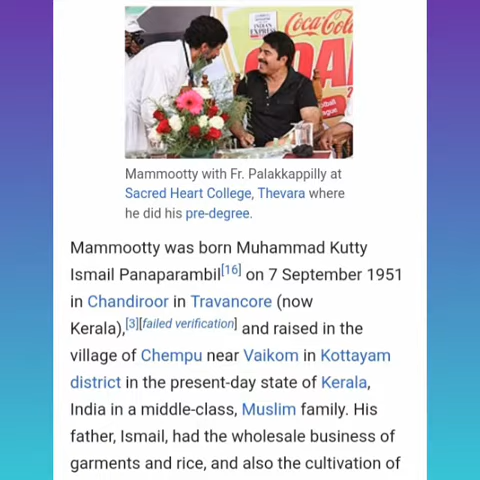 THE INDIAN EXPRESS
Coca-Cola
Mammootty with Fr. Palakkappilly at
Sacred Heart College, Thevara where
he did his pre-degree.
Mammootty was born Muhammad Kutty
Ismail Panaparambil[16] on 7 September 1951
in Chandiroor in Travancore (now
Kerala),[3][failed verification] and raised in the
village of Chempu near Vaikom in Kottayam
district in the present-day state of Kerala,
India in a middle-class, Muslim family. His
father, Ismail, had the wholesale business of
garments and rice, and also the cultivation of